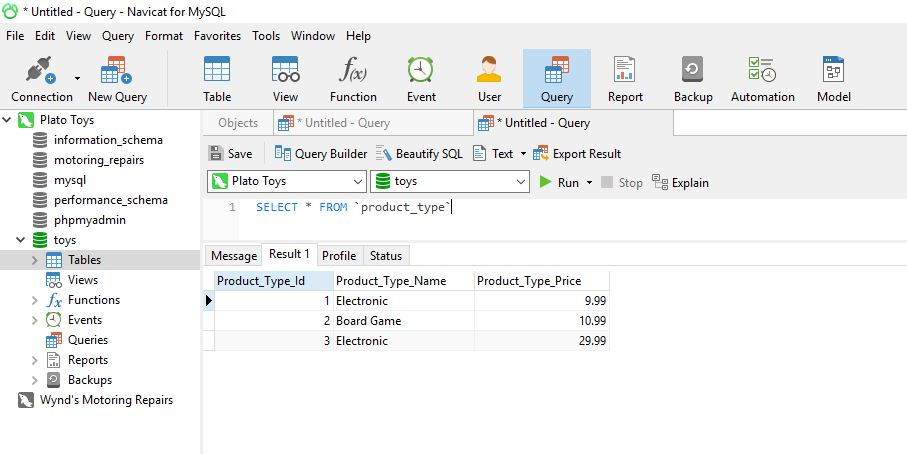 * Untitled - Query - Navicat for MySQL
File Edit View Query Format Favorites Tools Window Help
Connection New Query Table View Function Event User Query Report Backup Automation Model
f(x)
Plato Toys
information_schema
motoring_repairs
mysql
performance_schema
phpmyadmin
toys
Tables
Views
fx Functions
Events
Queries
Reports
Backups
Wynd's Motoring Repairs
Objects * Untitled - Query * Untitled - Query
Save Query Builder Beautify SQL Text Export Result
Plato Toys toys Run Stop Explain
1 SELECT * FROM `product_type`
Message Result 1 Profile Status
Product_Type_Id Product_Type_Name Product_Type_Price
1 Electronic 9.99
2 Board Game 10.99
3 Electronic 29.99